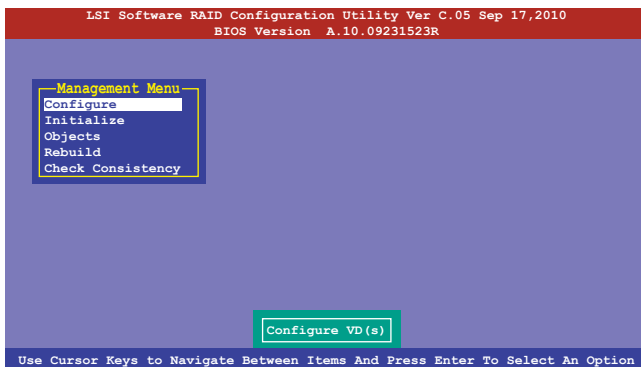 LSI Software RAID Configuration Utility Ver C.05 Sep 17,2010
BIOS Version A.10.09231523R
Management Menu
Configure
Initialize
Objects
Rebuild
Check Consistency
Configure VD(s)
Use Cursor Keys to Navigate Between Items And Press Enter To Select An Option